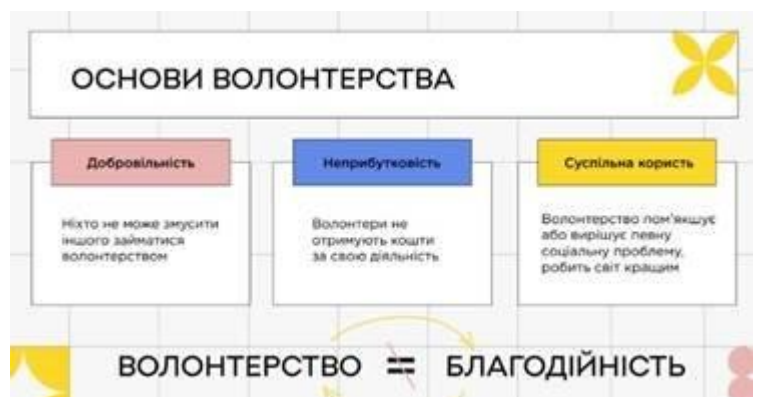 ОСНОВИ ВОЛОНТЕРСТВА
Добровільність
Ніхто не може змусити
іншого займатися
волонтерством
Неприбутковість
Волонтери не
отримують кошти
за свою діяльність
Суспільна користь
Волонтерство пом'якшує
або вирішує певну
соціальну проблему,
робить світ кращим
ВОЛОНТЕРСТВО ≠ БЛАГОДІЙНІСТЬ